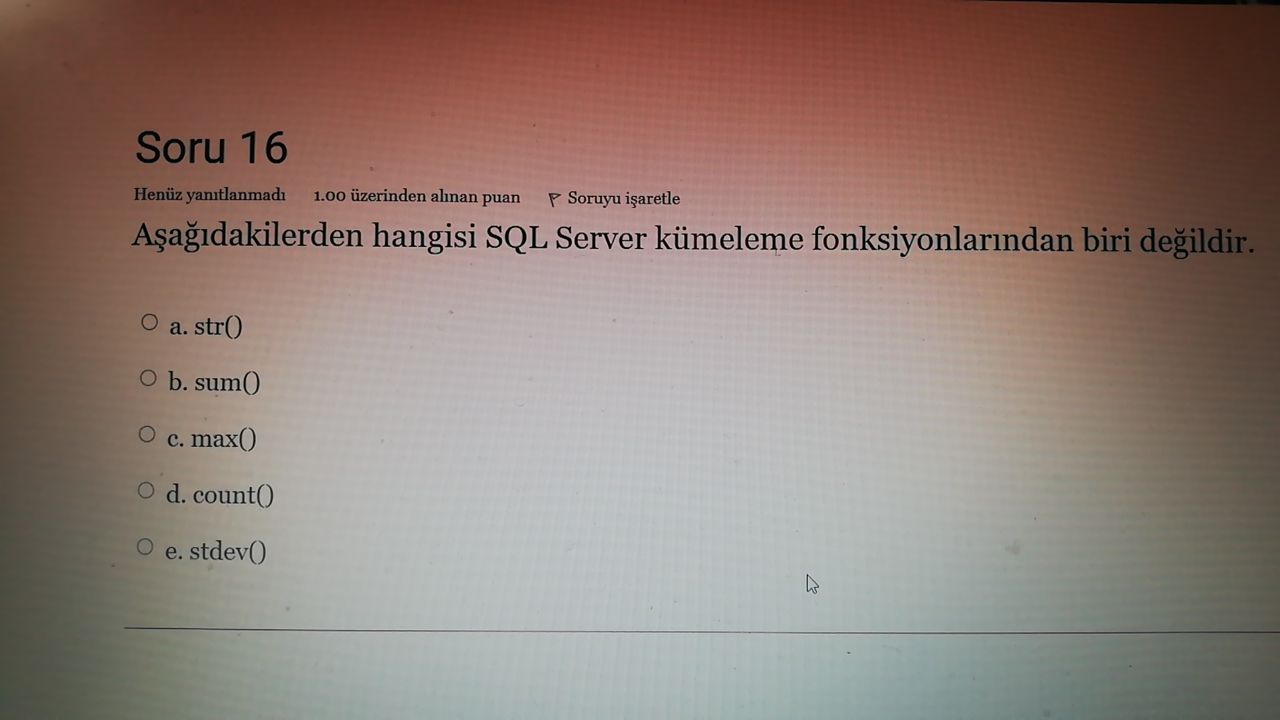 Soru 16
Henüz yanıtlanmadı 1.00 üzerinden alınan puan Soruyu işaretle
Aşağıdakilerden hangisi SQL Server kümeleme fonksiyonlarından biri değildir.
a. str()
b. sum()
c. max()
d. count()
e. stdev()